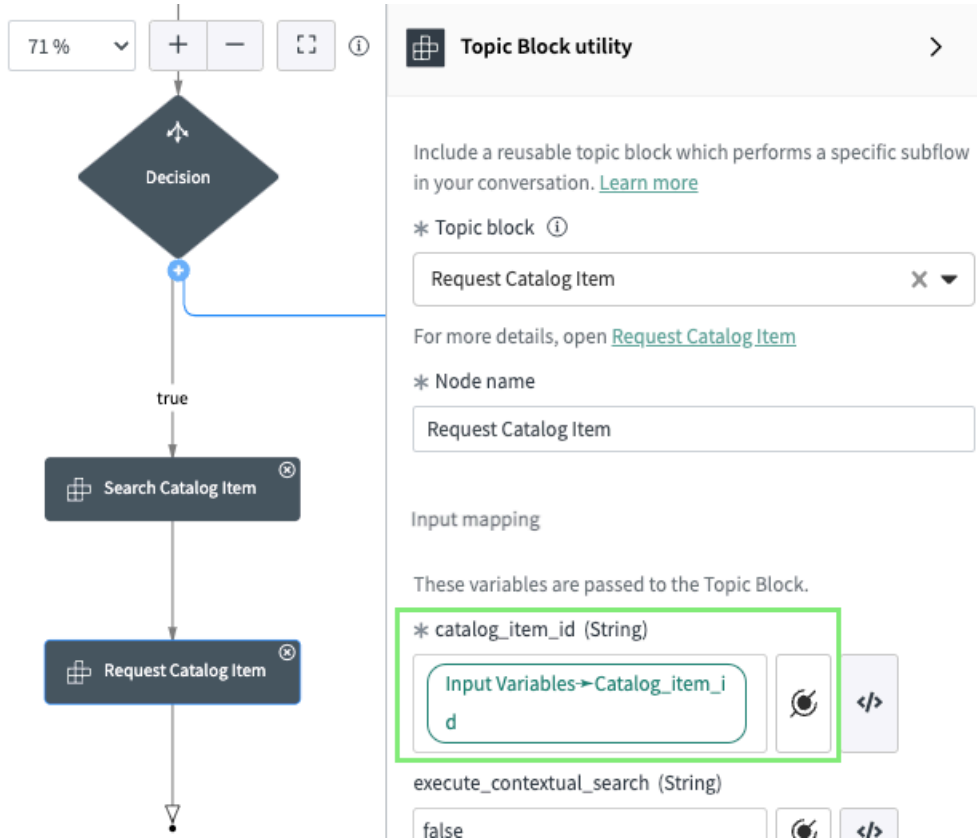 71 %
Decision
true
Search Catalog Item
Request Catalog Item
Topic Block utility
Include a reusable topic block which performs a specific subflow
in your conversation. Learn more
* Topic block
Request Catalog Item
For more details, open Request Catalog Item
* Node name
Request Catalog Item
Input mapping
These variables are passed to the Topic Block.
* catalog_item_id (String)
Input Variables➛Catalog_item_i
d
execute_contextual_search (String)
false